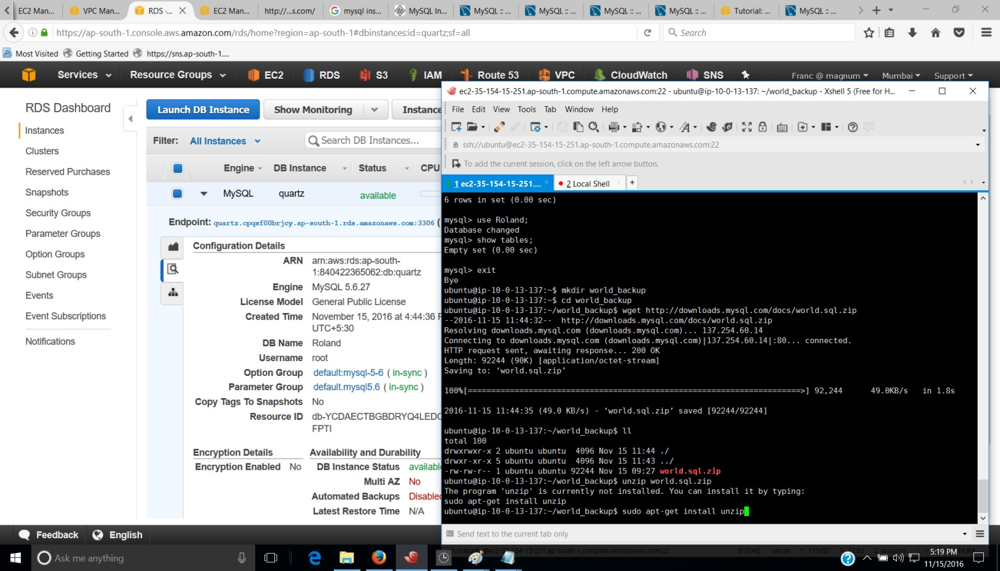 EC2 Man...
VPC Man...
RDS ·...
EC2 Man...
http://...s.com/
mysql ins...
MySQL In...
MySQL :: ...
MySQL :: ...
MySQL :: ...
MySQL :: ...
Tutorial: ...
MySQL :: ...
https://ap-south-1.console.aws.amazon.com/rds/home?region=ap-south-1#dbinstances:id=quartz;sf=all
Search
Most Visited
Getting Started
https://sns.ap-south-1....
Services
Resource Groups
EC2
RDS
S3
IAM
Route 53
VPC
CloudWatch
SNS
Franc @ magnum
Mumbai
Support
RDS Dashboard
Instances
Clusters
Reserved Purchases
Snapshots
Security Groups
Parameter Groups
Option Groups
Subnet Groups
Events
Event Subscriptions
Notifications
Launch DB Instance
Show Monitoring
Instance
Filter:
All Instances
Search DB Instances...
Engine
DB Instance
Status
CPU
MySQL
quartz
available
Endpoint: quartz.cpqsf00brjcy.ap-south-1.rds.amazonaws.com:3306 (
Configuration Details
ARN arn:aws:rds:ap-south-
1:840422365062:db:quartz
Engine MySQL 5.6.27
License Model General Public License
Created Time November 15, 2016 at 4:44:36 P
UTC+5:30
DB Name Roland
Username root
Option Group default:mysql-5-6 ( in-sync )
Parameter Group default.mysql5.6 ( in-sync )
Copy Tags To Snapshots No
Resource ID db-YCDAECTBGBDRYQ4LEDC
FPTI
Encryption Details
Encryption Enabled No
Availability and Durability
DB Instance Status availabl
Multi AZ No
Automated Backups Disabled
Latest Restore Time N/A
Feedback
English
ec2-35-154-15-251.ap-south-1.compute.amazonaws.com:22 - ubuntu@ip-10-0-13-137: ~/world_backup - Xshell 5 (Free for H...
File Edit View Tools Tab Window Help
ssh://ubuntu@ec2-35-154-15-251.ap-south-1.compute.amazonaws.com:22
To add the current session, click on the left arrow button.
1 ec2-35-154-15-251....
2 Local Shell
6 rows in set (0.00 sec)
mysql> use Roland;
Database changed
mysql> show tables;
Empty set (0.00 sec)
mysql> exit
Bye
ubuntu@ip-10-0-13-137:~$ mkdir world_backup
ubuntu@ip-10-0-13-137:~$ cd world_backup
ubuntu@ip-10-0-13-137:~/world_backup$ wget http://downloads.mysql.com/docs/world.sql.zip
--2016-11-15 11:44:32-- http://downloads.mysql.com/docs/world.sql.zip
Resolving downloads.mysql.com (downloads.mysql.com)... 137.254.60.14
Connecting to downloads.mysql.com (downloads.mysql.com)|137.254.60.14|:80... connected.
HTTP request sent, awaiting response... 200 OK
Length: 92244 (90K) [application/octet-stream]
Saving to: ‘world.sql.zip’
100%[======================================================================>] 92,244 49.0KB/s in 1.8s
2016-11-15 11:44:35 (49.0 KB/s) - ‘world.sql.zip’ saved [92244/92244]
ubuntu@ip-10-0-13-137:~/world_backup$ ll
total 100
drwxrwxr-x 2 ubuntu ubuntu 4096 Nov 15 11:44 ./
drwxr-xr-x 5 ubuntu ubuntu 4096 Nov 15 11:43 ../
-rw-rw-r-- 1 ubuntu ubuntu 92244 Nov 15 09:27 world.sql.zip
ubuntu@ip-10-0-13-137:~/world_backup$ unzip world.sql.zip
The program 'unzip' is currently not installed. You can install it by typing:
sudo apt-get install unzip
ubuntu@ip-10-0-13-137:~/world_backup$ sudo apt-get install unzip
Send text to the current tab only
Ask me anything
5:19 PM
11/15/2016